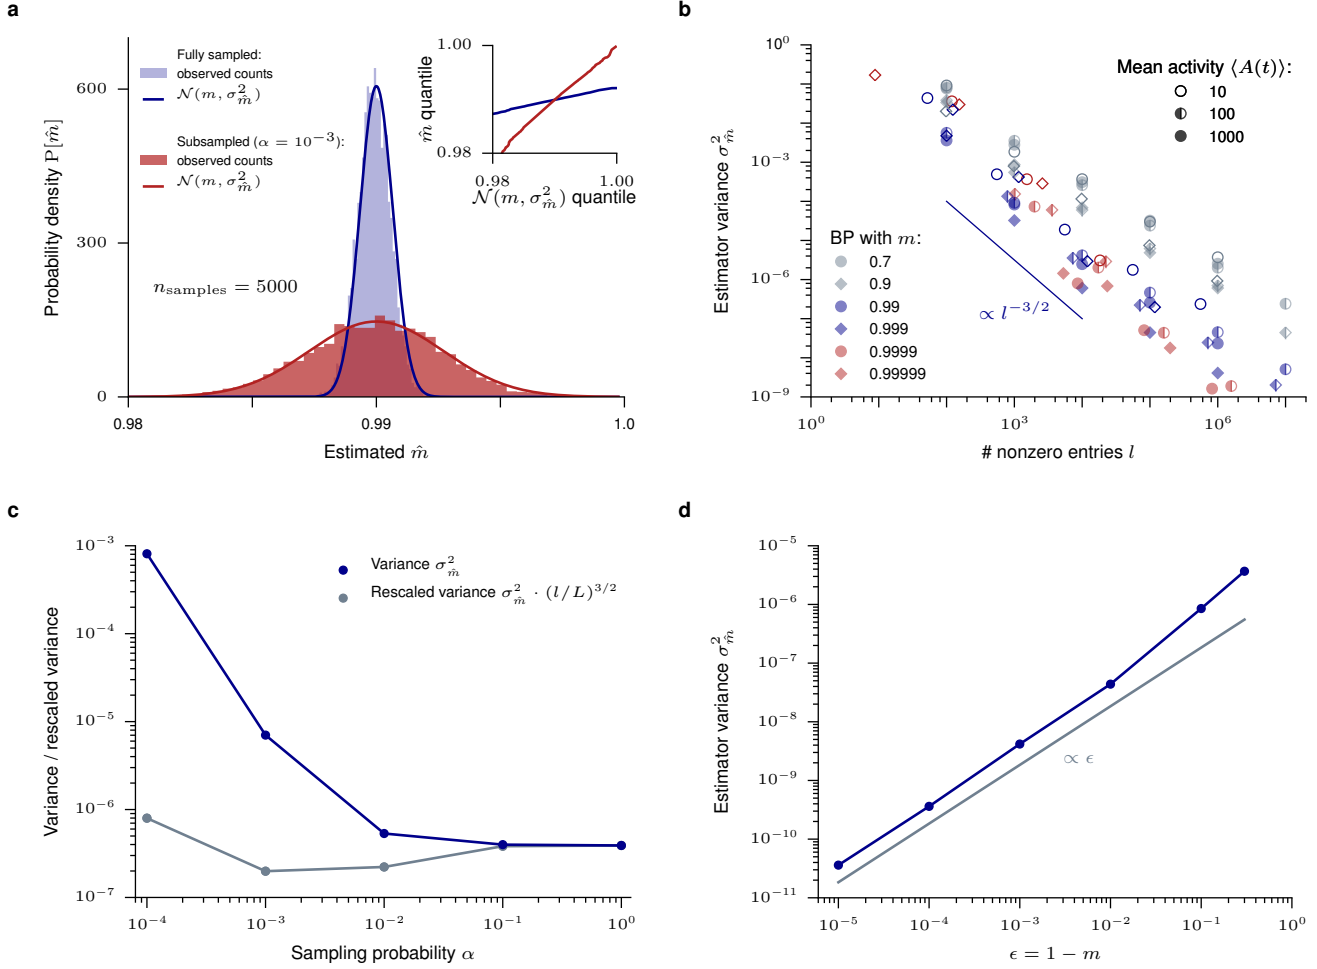 a
Probability density P[m̂]
600
300
0
0.98
0.99
1.0
Estimated m̂
Fully sampled:
observed counts
𝒩(m, σ²_m̂)
Subsampled (α = 10⁻³):
observed counts
𝒩(m, σ²_m̂)
n_samples = 5000
m̂ quantile
1.00
0.98
0.98
1.00
𝒩(m, σ²_m̂) quantile
b
Estimator variance σ²_m̂
10⁰
10⁻³
10⁻⁶
10⁻⁹
10⁰
10³
10⁶
# nonzero entries l
Mean activity ⟨A(t)⟩:
10
100
1000
BP with m:
0.7
0.9
0.99
0.999
0.9999
0.99999
∝ l⁻³/²
c
Variance / rescaled variance
10⁻³
10⁻⁴
10⁻⁵
10⁻⁶
10⁻⁷
10⁻⁴
10⁻³
10⁻²
10⁻¹
10⁰
Sampling probability α
Variance σ²_m̂
Rescaled variance σ²_m̂ · (l/L)³/²
d
Estimator variance σ²_m̂
10⁻⁵
10⁻⁶
10⁻⁷
10⁻⁸
10⁻⁹
10⁻¹⁰
10⁻¹¹
10⁻⁵
10⁻⁴
10⁻³
10⁻²
10⁻¹
10⁰
ϵ = 1 − m
∝ ϵ